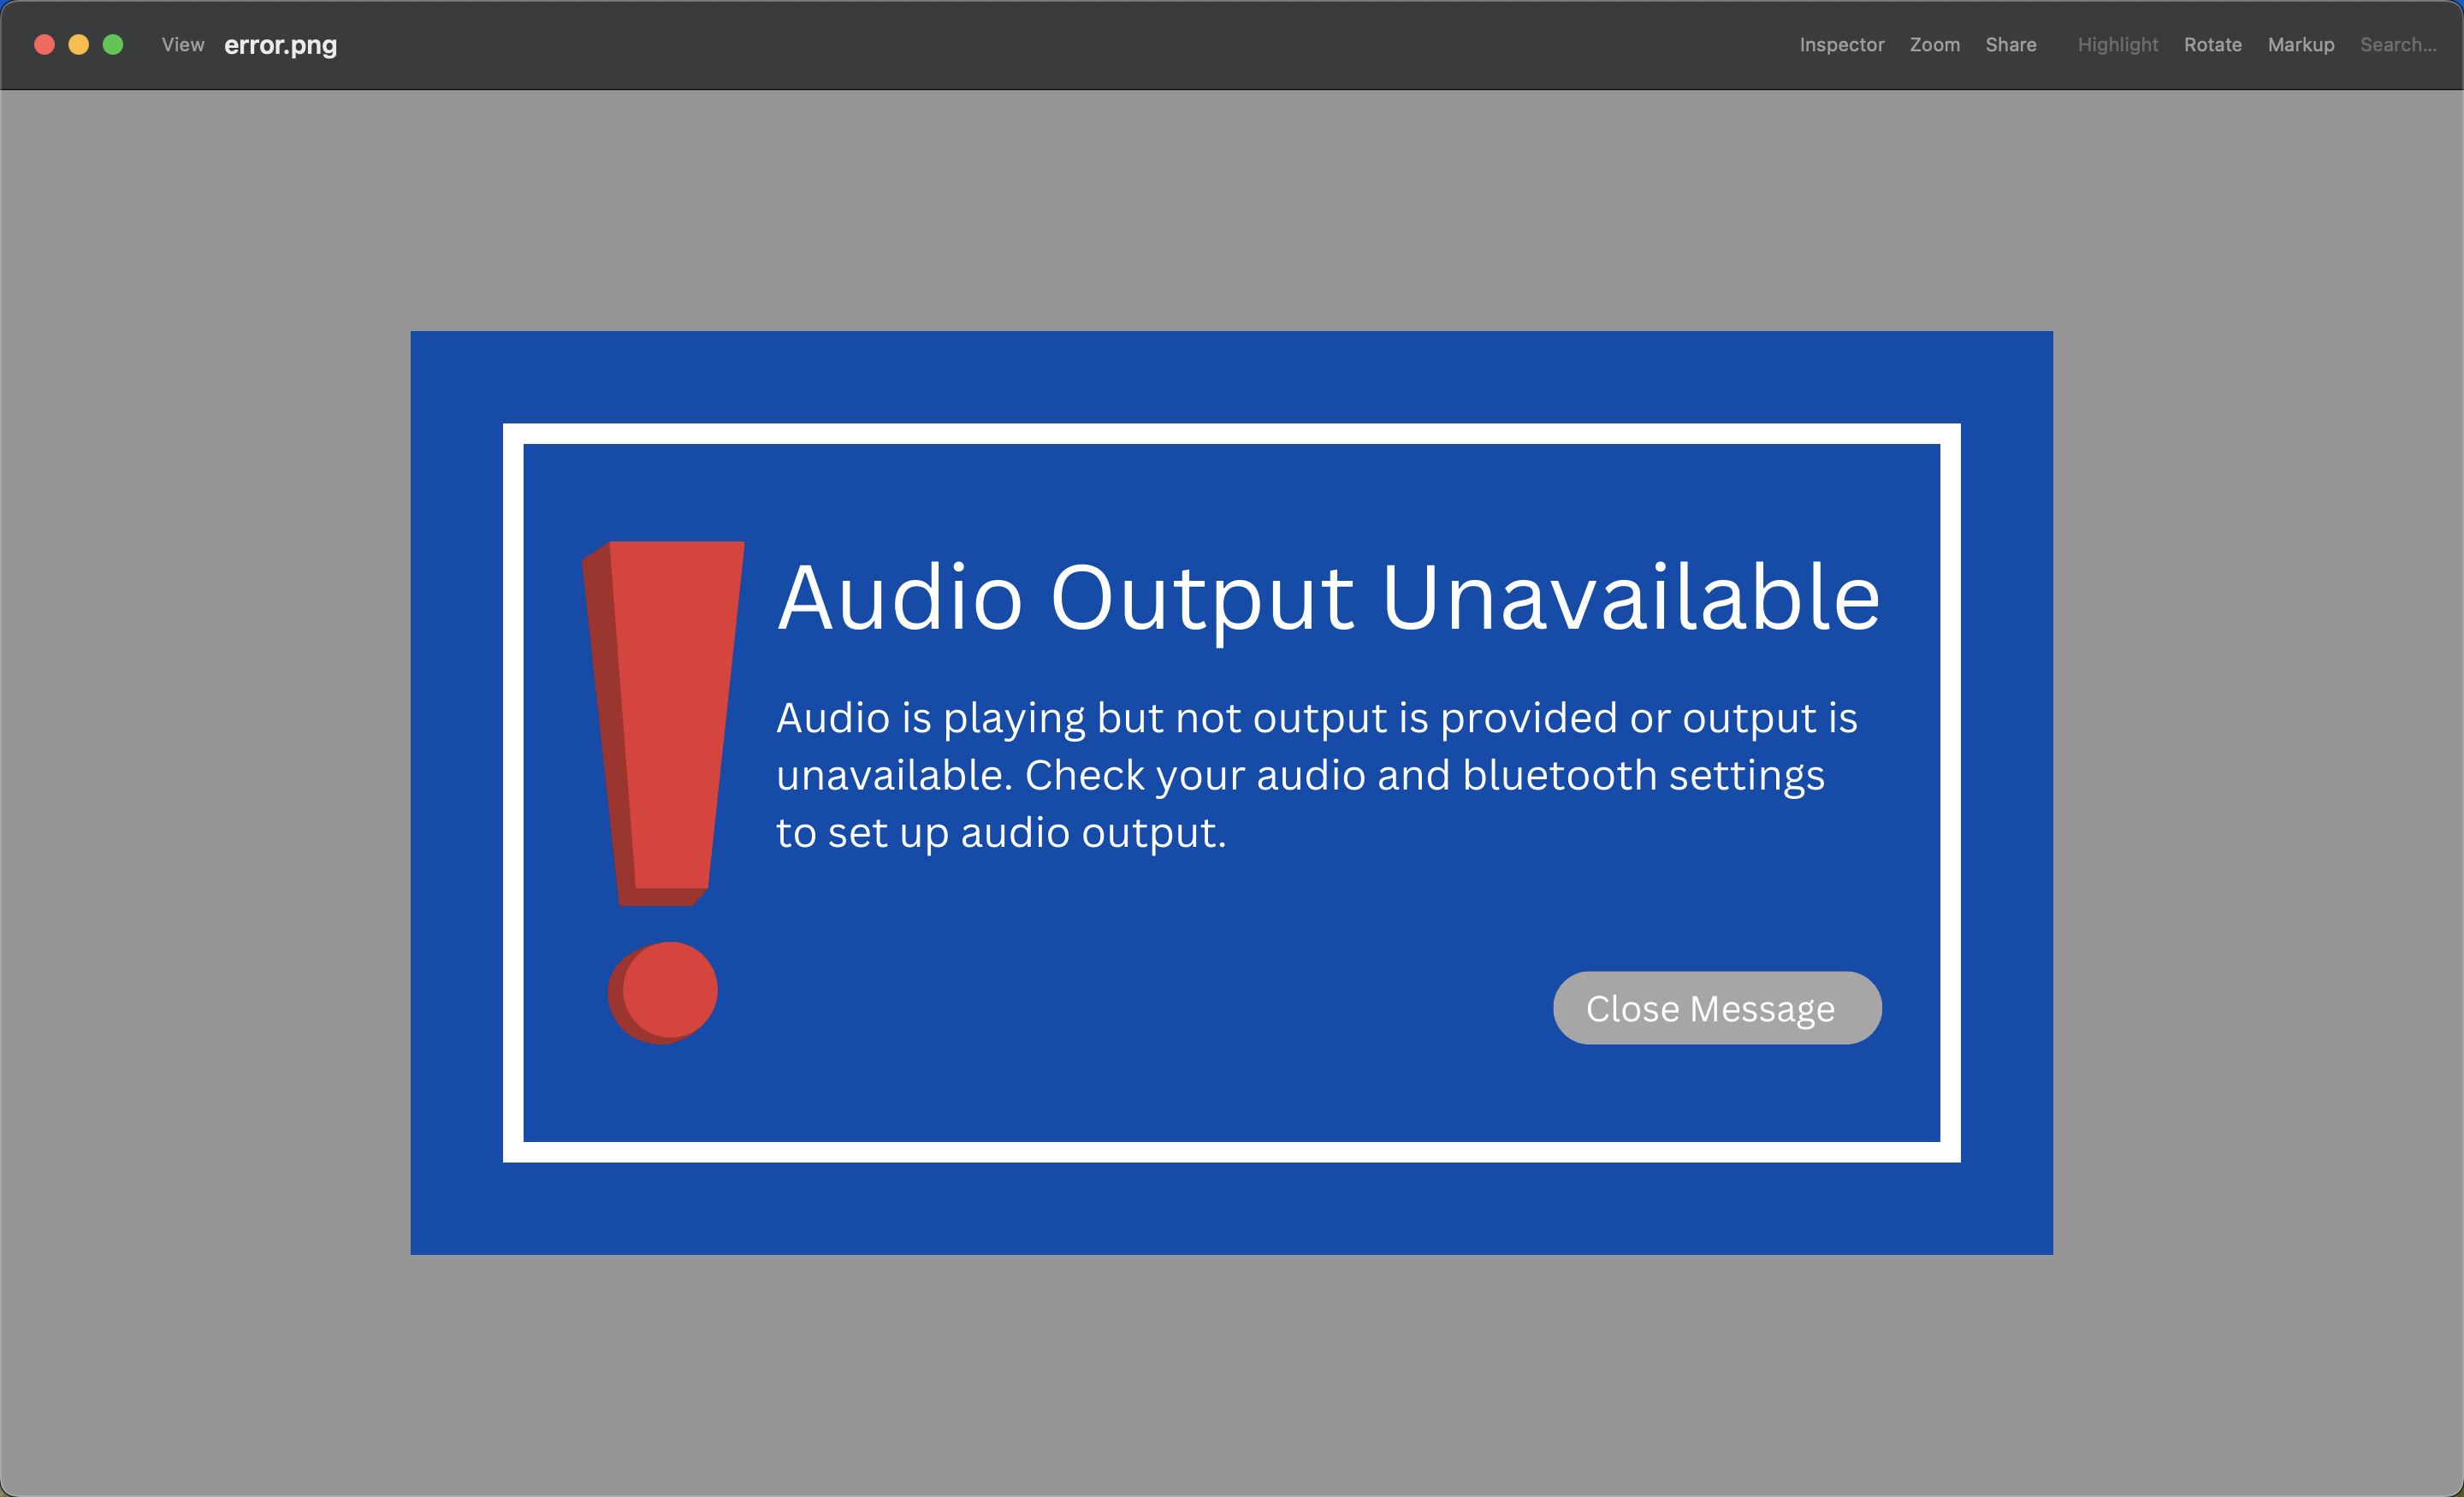 View error.png Inspector Zoom Share Highlight Rotate Markup Search...
Audio Output Unavailable
Audio is playing but not output is provided or output is
unavailable. Check your audio and bluetooth settings
to set up audio output.
Close Message